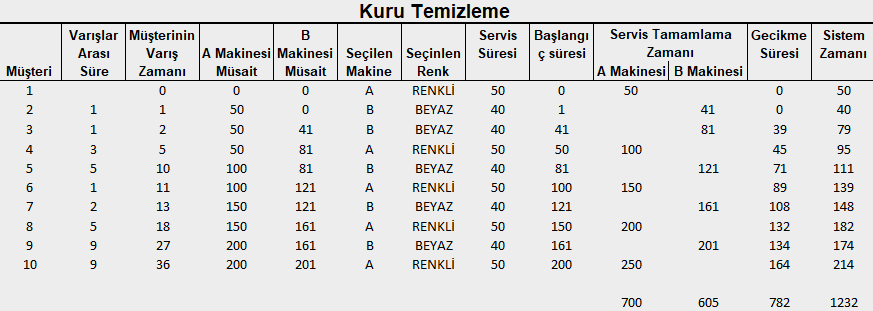 Kuru Temizleme
Müşteri Varışlar Arası Süre Müşterinin Varış Zamanı A Makinesi Müsait B Makinesi Müsait Seçilen Makine Seçinlen Renk Servis Süresi Başlangı ç süresi Servis Tamamlama Zamanı A Makinesi B Makinesi Gecikme Süresi Sistem Zamanı
1 0 0 0 A RENKLİ 50 0 50 0 50
2 1 1 50 0 B BEYAZ 40 1 41 0 40
3 1 2 50 41 B BEYAZ 40 41 81 39 79
4 3 5 50 81 A RENKLİ 50 50 100 45 95
5 5 10 100 81 B BEYAZ 40 81 121 71 111
6 1 11 100 121 A RENKLİ 50 100 150 89 139
7 2 13 150 121 B BEYAZ 40 121 161 108 148
8 5 18 150 161 A RENKLİ 50 150 200 132 182
9 9 27 200 161 B BEYAZ 40 161 201 134 174
10 9 36 200 201 A RENKLİ 50 200 250 164 214
700 605 782 1232